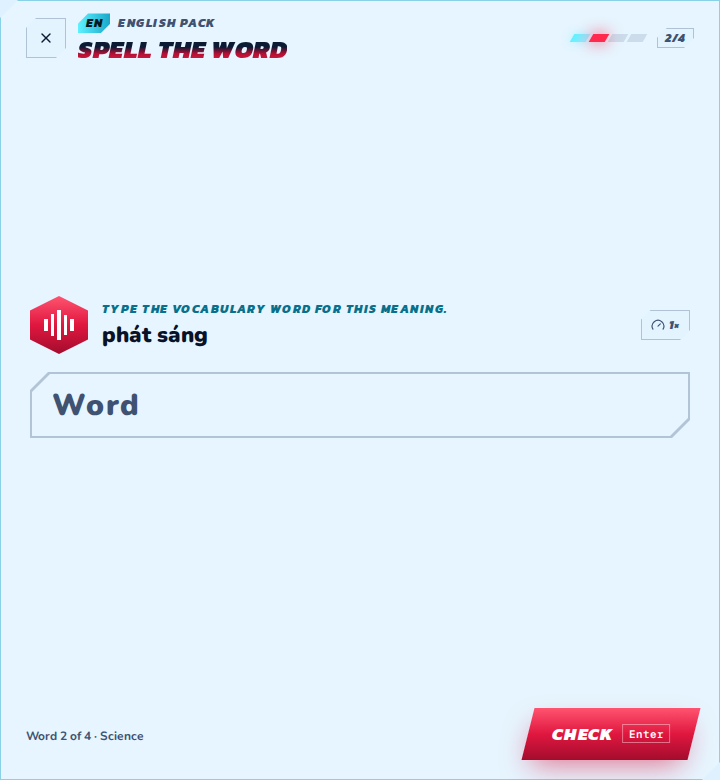 EN ENGLISH PACK
SPELL THE WORD
2/4
TYPE THE VOCABULARY WORD FOR THIS MEANING.
phát sáng
1×
Word
Word 2 of 4 · Science
CHECK Enter